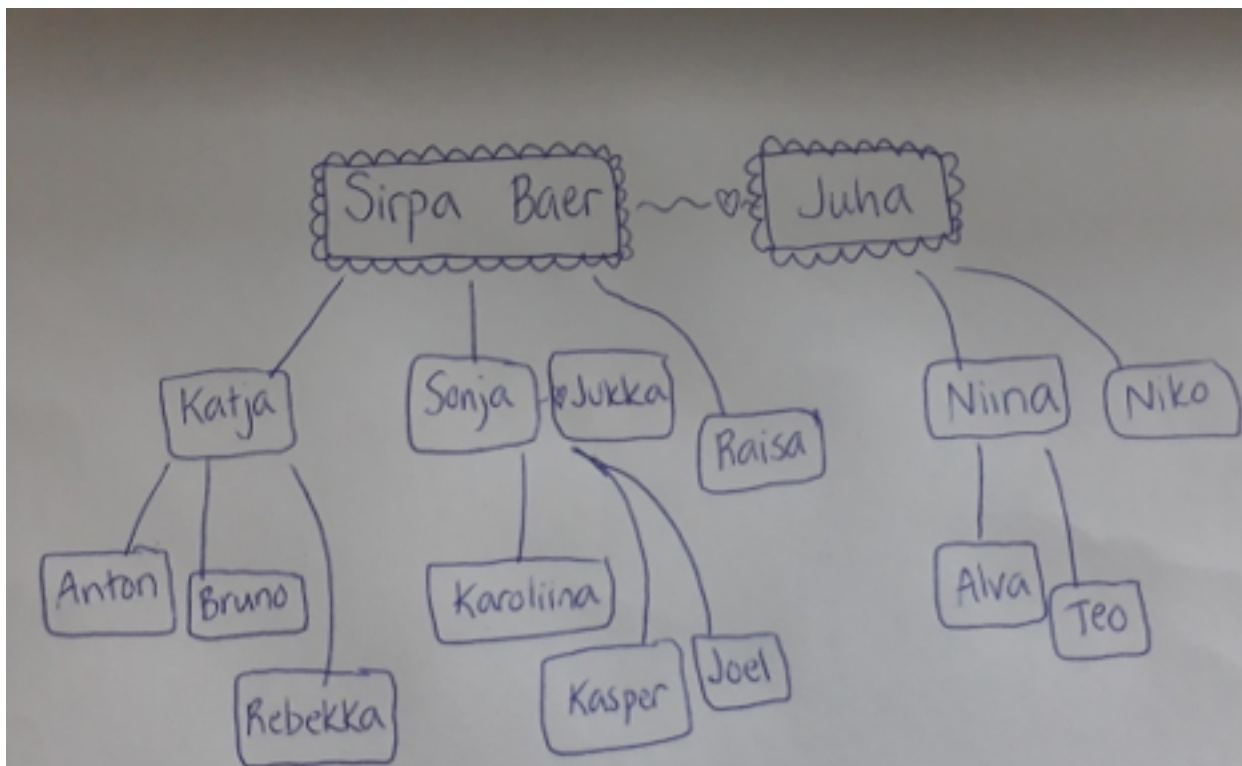 Sirpa Baer
Juha
Katja
Sonja
Jukka
Raisa
Niina
Niko
Anton
Bruno
Rebekka
Karoliina
Kasper
Joel
Alva
Teo